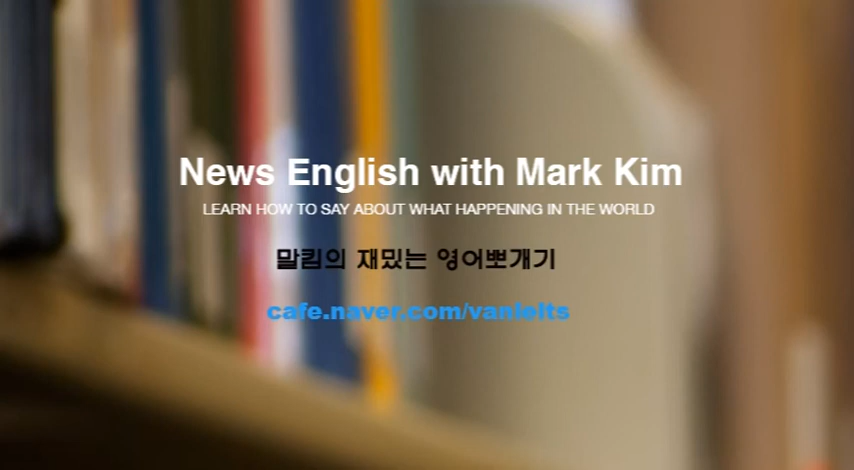 News English with Mark Kim
LEARN HOW TO SAY ABOUT WHAT HAPPENING IN THE WORLD
말킴의 재밌는 영어뽀개기
cafe.naver.com/vanielts